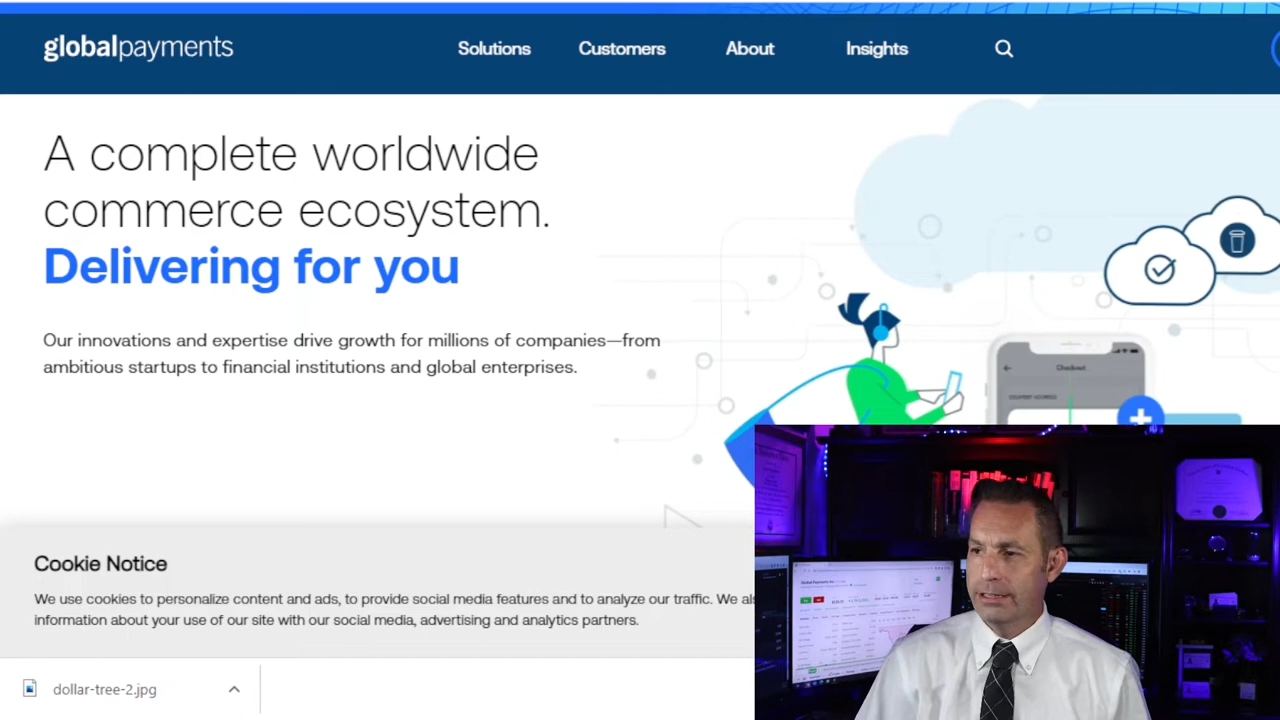 globalpayments
Solutions
Customers
About
Insights
A complete worldwide
commerce ecosystem.
Delivering for you
Our innovations and expertise drive growth for millions of companies—from
ambitious startups to financial institutions and global enterprises.
Checkout
DELIVERY ADDRESS
Cookie Notice
We use cookies to personalize content and ads, to provide social media features and to analyze our traffic. We
information about your use of our site with our social media, advertising and analytics partners.
dollar-tree-2.jpg